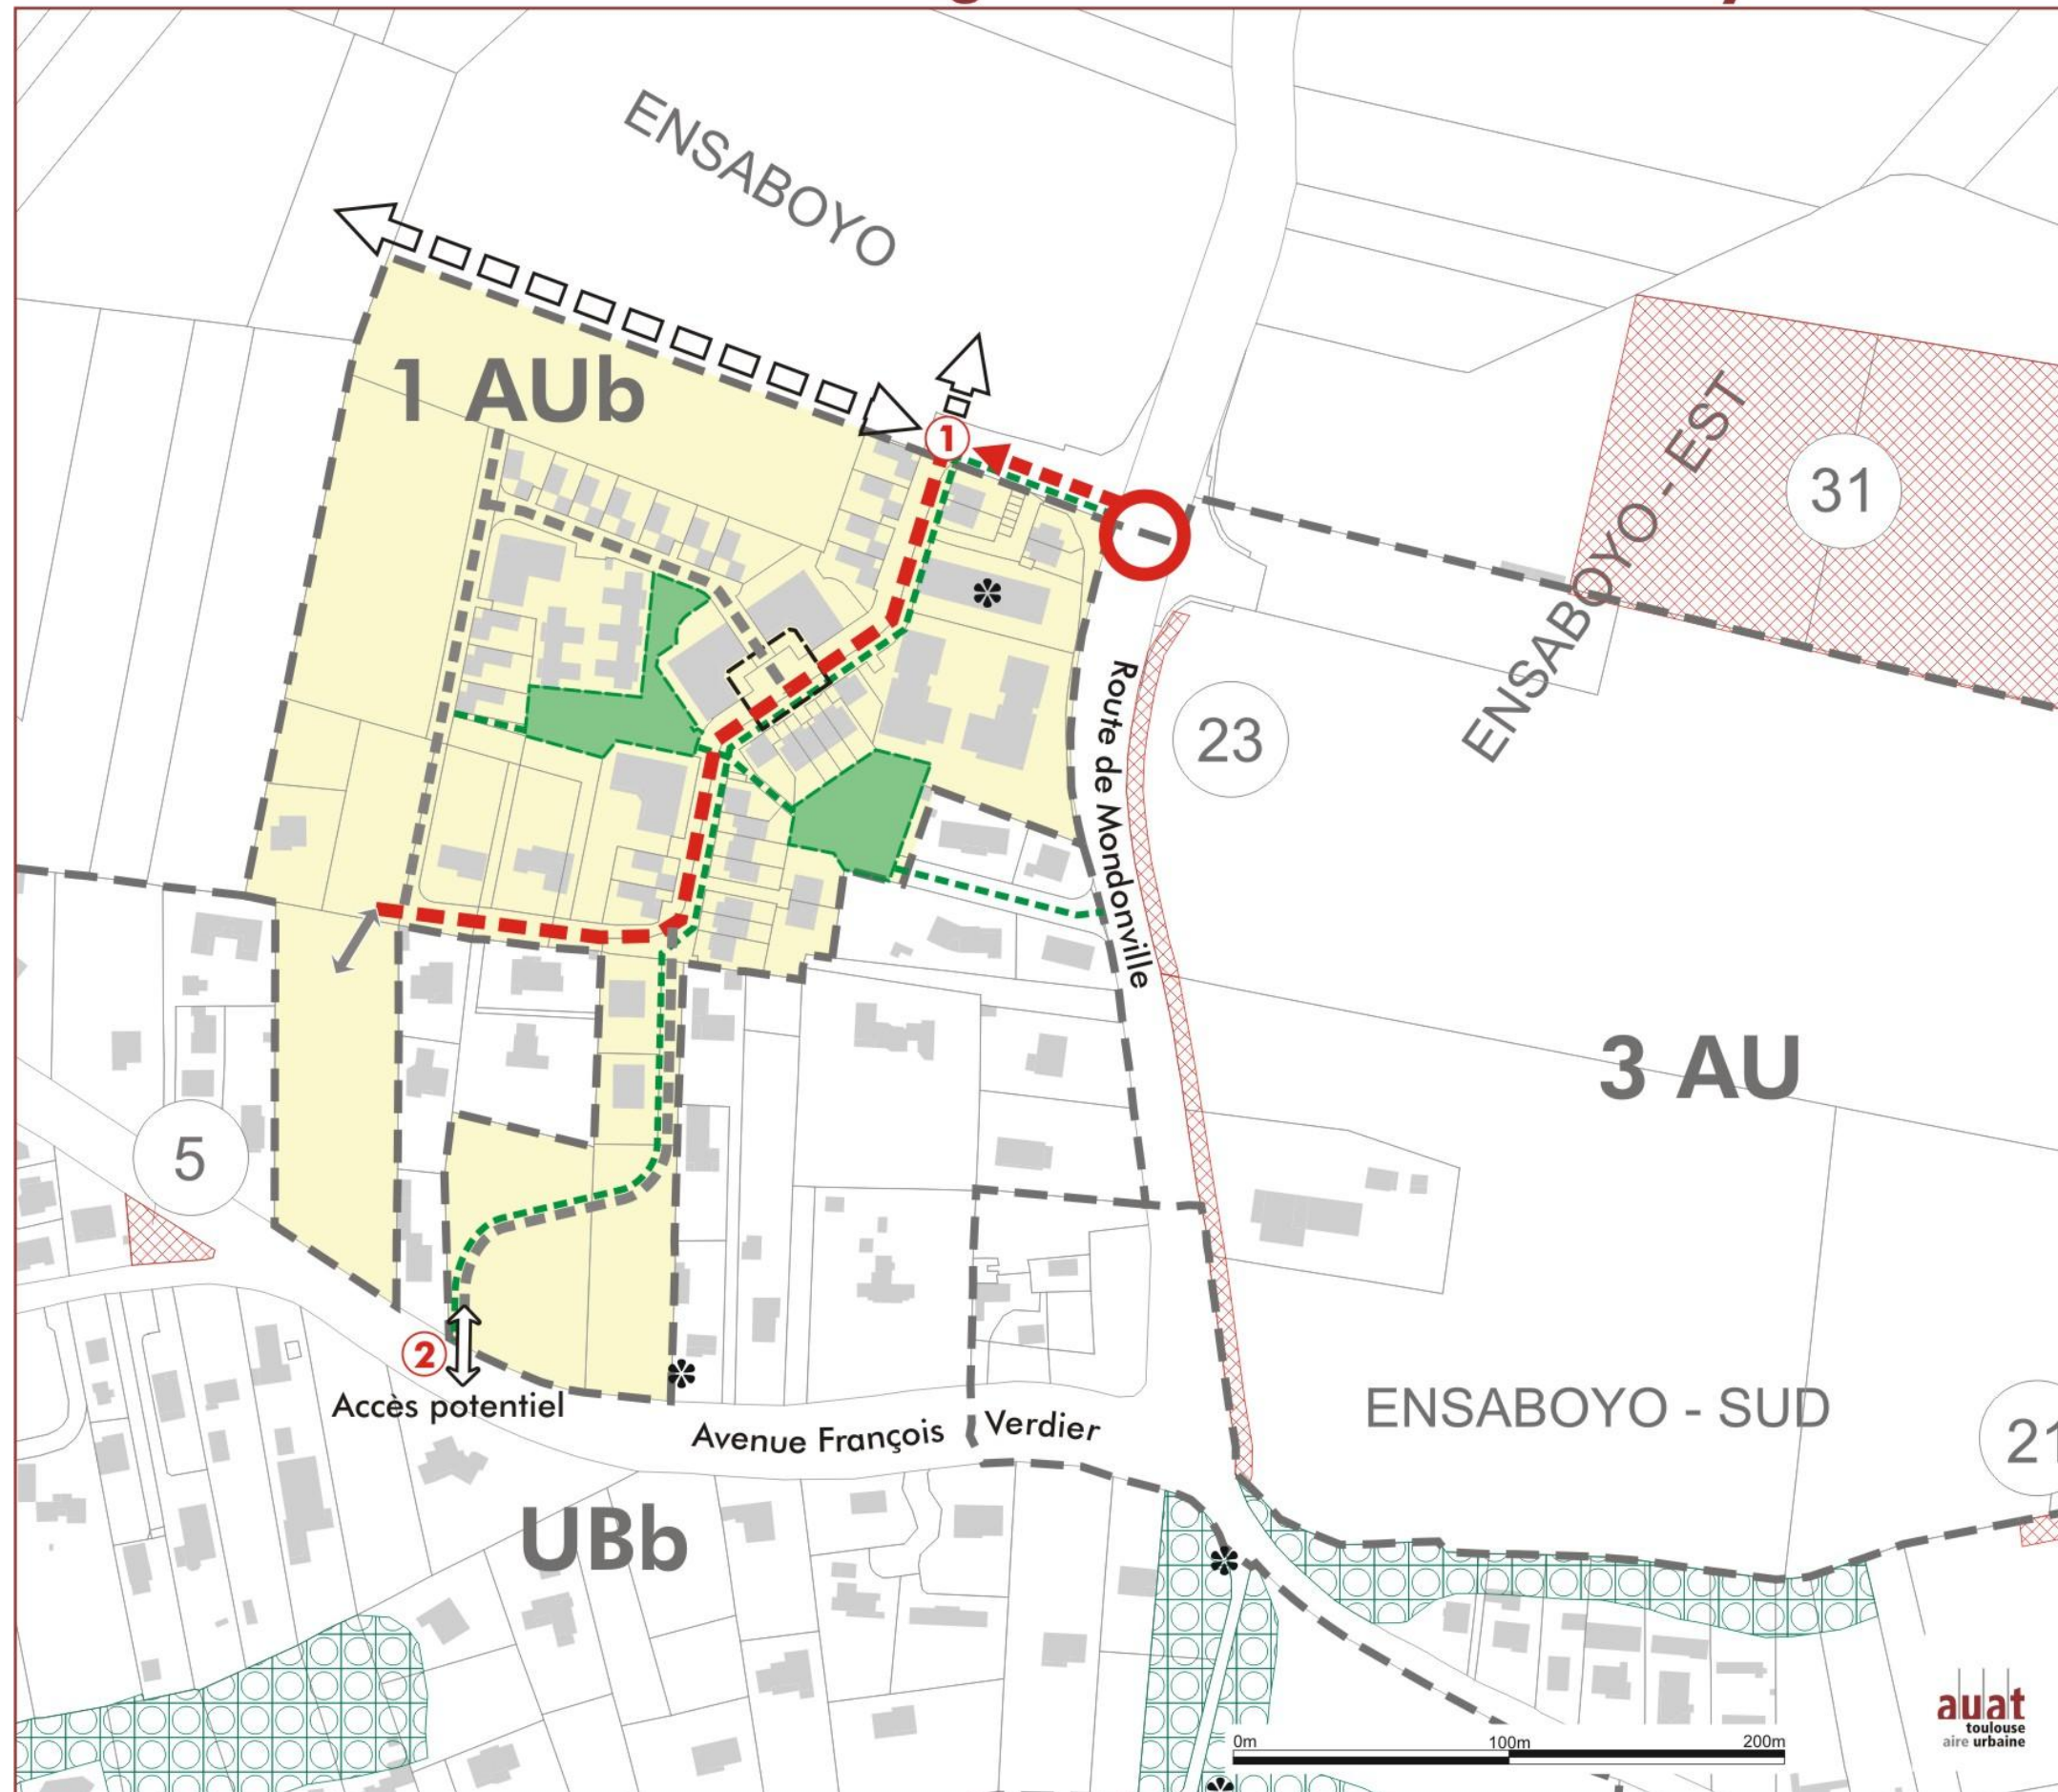 ENSABOYO
1 AUb
1
31
ENSABOYO - EST
23
Route de Mondonville
3 AU
5
2
Accès potentiel
Avenue François Verdier
ENSABOYO - SUD
21
UBb
0m 100m 200m
auat
toulouse
aire urbaine